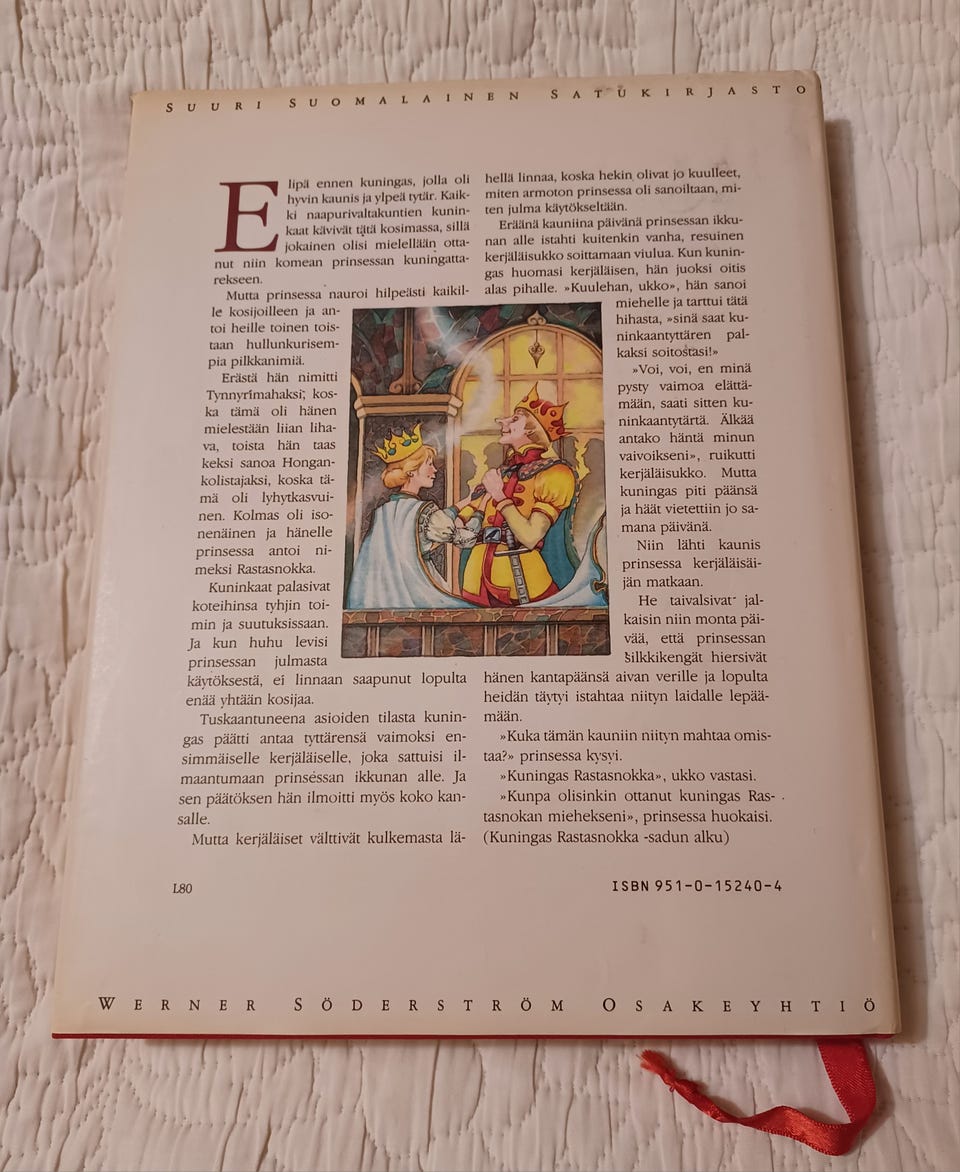 SUURI SUOMALAINEN SATUKIRJASTO
Elipä ennen kuningas, jolla oli
hyvin kaunis ja ylpeä tytär. Kaik-
ki naapurivaltakuntien kunin-
kaat kävivät tätä kosimassa, sillä
jokainen olisi mielellään otta-
nut niin komean prinsessan kuningatta-
rekseen.
Mutta prinsessa nauroi hilpeästi kaikil-
le kosijoilleen ja an-
toi heille toinen tois-
taan hullunkurisem-
pia pilkkanimiä.
Erästä hän nimitti
Tynnyrimahaksi; kos-
ka tämä oli hänen
mielestään liian liha-
va, toista hän taas
keksi sanoa Hongan-
kolistajaksi, koska tä-
mä oli lyhytkasvui-
nen. Kolmas oli iso-
nenäinen ja hänelle
prinsessa antoi ni-
meksi Rastasnokka.
Kuninkaat palasivat
koteihinsa tyhjin toi-
min ja suutuksissaan.
Ja kun huhu levisi
prinsessan julmasta
käytöksestä, ei linnaan saapunut lopulta
enää yhtään kosijaa.
Tuskaantuneena asioiden tilasta kunin-
gas päätti antaa tyttärensä vaimoksi en-
simmäiselle kerjäläiselle, joka sattuisi il-
maantumaan prinsessan ikkunan alle. Ja
sen päätöksen hän ilmoitti myös koko kan-
salle.
Mutta kerjäläiset välttivät kulkemasta lä-
hellä linnaa, koska hekin olivat jo kuulleet,
miten armoton prinsessa oli sanoiltaan, mi-
ten julma käytökseltään.
Eräänä kauniina päivänä prinsessan ikku-
nan alle istahti kuitenkin vanha, resuinen
kerjäläisukko soittamaan viulua. Kun kunin-
gas huomasi kerjäläisen, hän juoksi oitis
alas pihalle. »Kuulehan, ukko», hän sanoi
miehelle ja tarttui tätä
hihasta, »sinä saat ku-
ninkaantyttären pal-
kaksi soitostasi!»
»Voi, voi, en minä
pysty vaimoa elättä-
mään, saati sitten ku-
ninkaantytärtä. Älkää
antako häntä minun
vaivoikseni», ruikutti
kerjäläisukko. Mutta
kuningas piti päänsä
ja häät vietettiin jo sa-
mana päivänä.
Niin lähti kaunis
prinsessa kerjäläisäi-
jän matkaan.
He taivalsivat jal-
kaisin niin monta päi-
vää, että prinsessan
silkkikengät hiersivät
hänen kantapäänsä aivan verille ja lopulta
heidän täytyi istahtaa niityn laidalle lepää-
mään.
»Kuka tämän kauniin niityn mahtaa omis-
taa?» prinsessa kysyi.
»Kuningas Rastasnokka», ukko vastasi.
»Kunpa olisinkin ottanut kuningas Ras-
tasnokan miehekseni», prinsessa huokaisi.
(Kuningas Rastasnokka -sadun alku)
L80
ISBN 951-0-15240-4
WERNER SÖDERSTRÖM OSAKEYHTIÖ